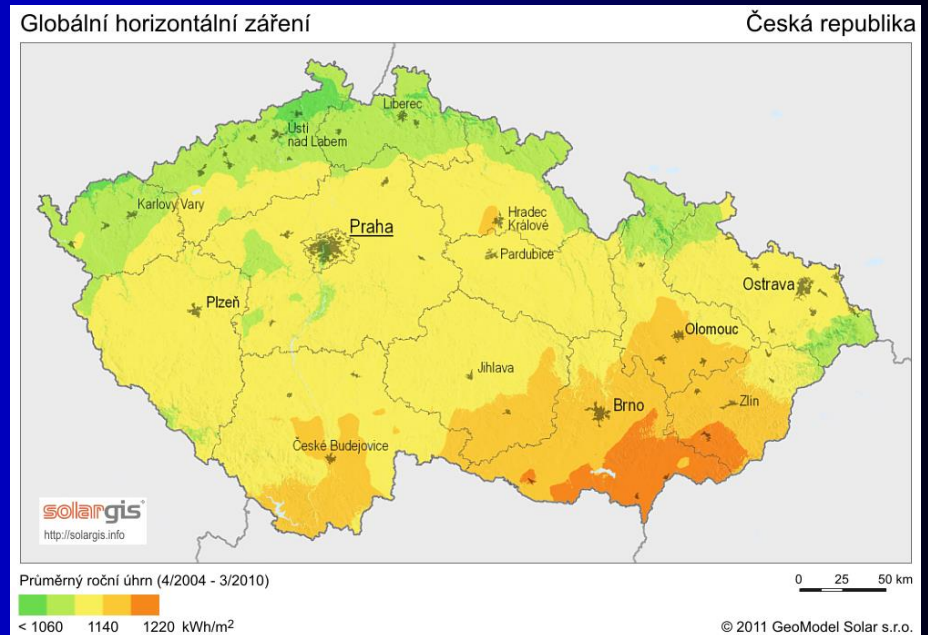 Globální horizontální záření
Česká republika
Liberec
Ústí
nad Labem
Karlovy Vary
Hradec
Králové
Praha
Pardubice
Ostrava
Plzeň
Olomouc
Jihlava
Brno
Zlín
České Budejovice
solargis
http://solargis.info
Průměrný roční úhrn (4/2004 - 3/2010)
0 25 50 km
< 1060 1140 1220 kWh/m²
© 2011 GeoModel Solar s.r.o.